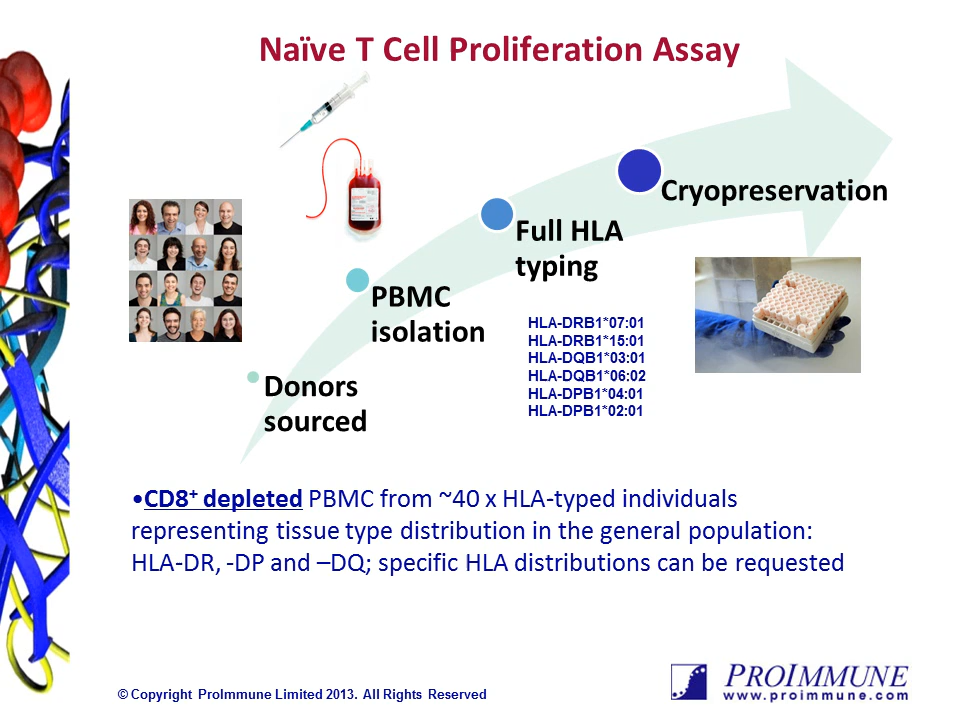 Naïve T Cell Proliferation Assay
Cryopreservation
Full HLA
typing
PBMC
isolation
HLA-DRB1*07:01
HLA-DRB1*15:01
HLA-DQB1*03:01
HLA-DQB1*06:02
HLA-DPB1*04:01
HLA-DPB1*02:01
Donors
sourced
•CD8⁺ depleted PBMC from ~40 x HLA-typed individuals
representing tissue type distribution in the general population:
HLA-DR, -DP and –DQ; specific HLA distributions can be requested
© Copyright ProImmune Limited 2013. All Rights Reserved
PROIMMUNE
www.proimmune.com